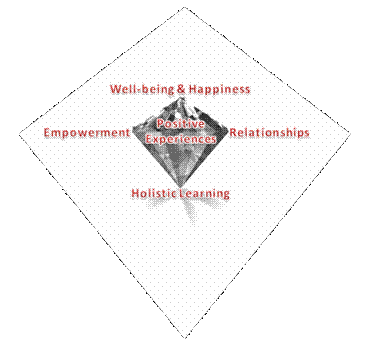 Well-being & Happiness
Positive
Experiences
Empowerment
Relationships
Holistic Learning